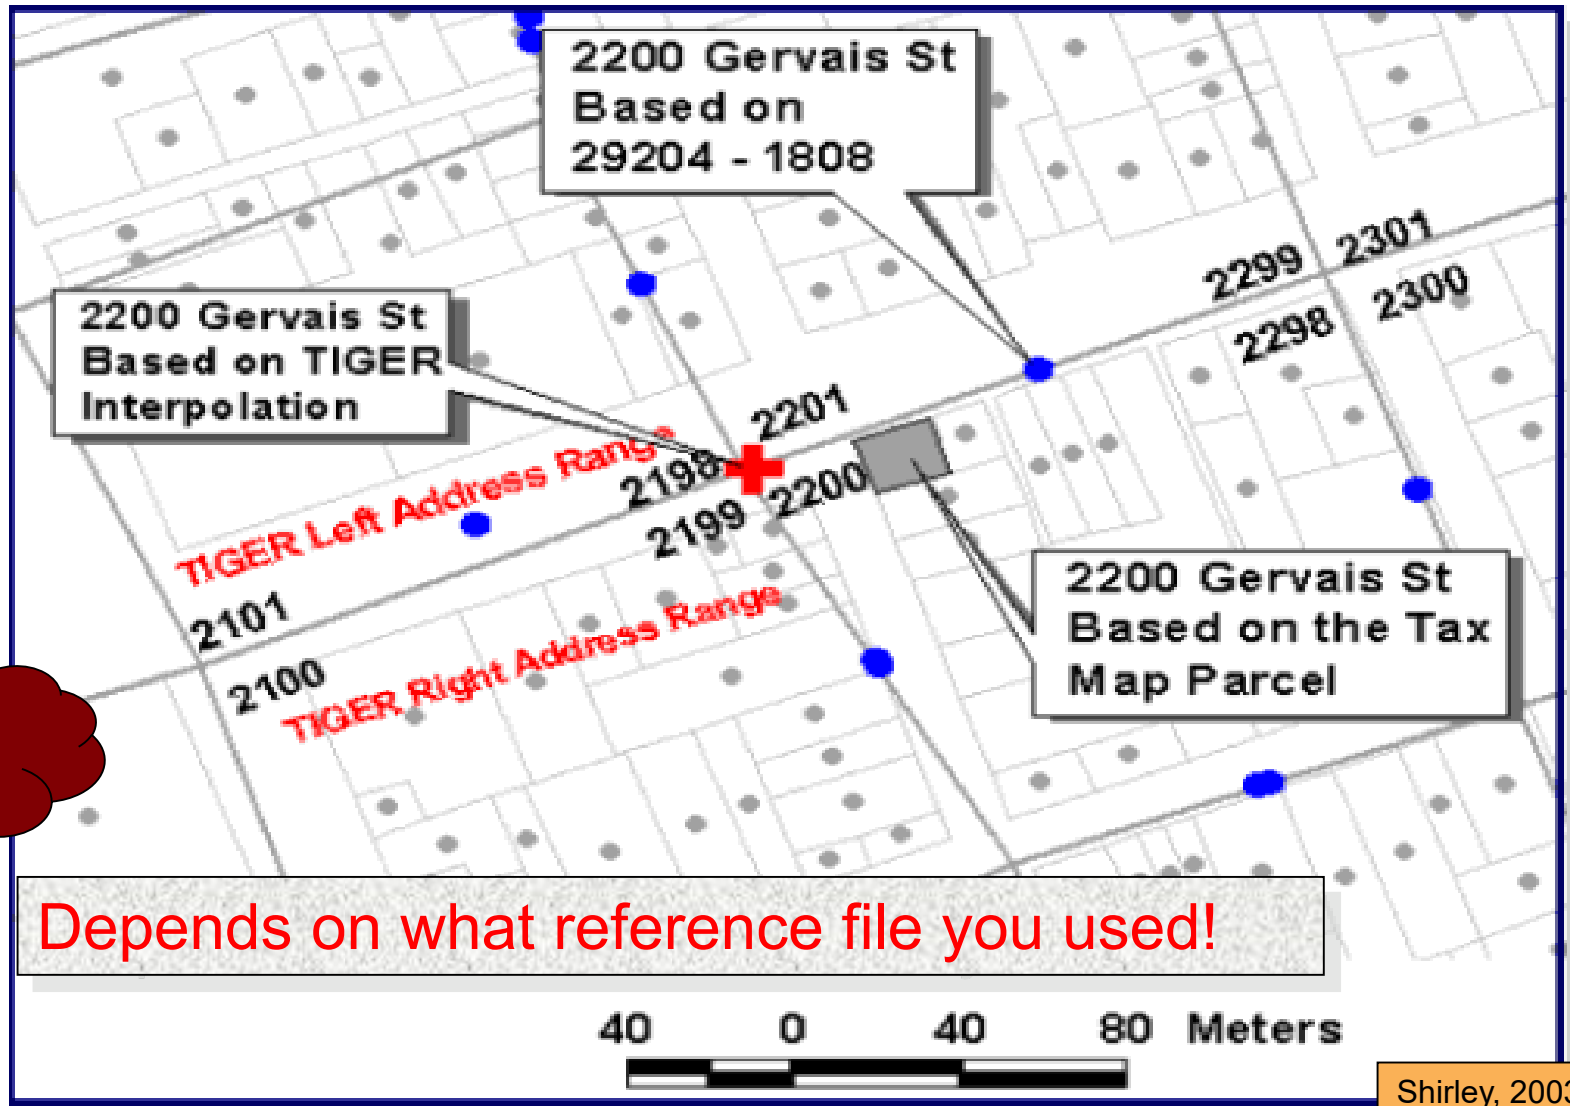 2200 Gervais St
Based on
29204 - 1808
2301
2299
2300
2298
2200 Gervais St
Based on TIGER
Interpolation
2201
TIGER Left Address Range
2198
2200
2199
2200 Gervais St
Based on the Tax
Map Parcel
2101
2100
TIGER Right Address Range
Depends on what reference file you used!
40 0 40 80 Meters
Shirley, 2003